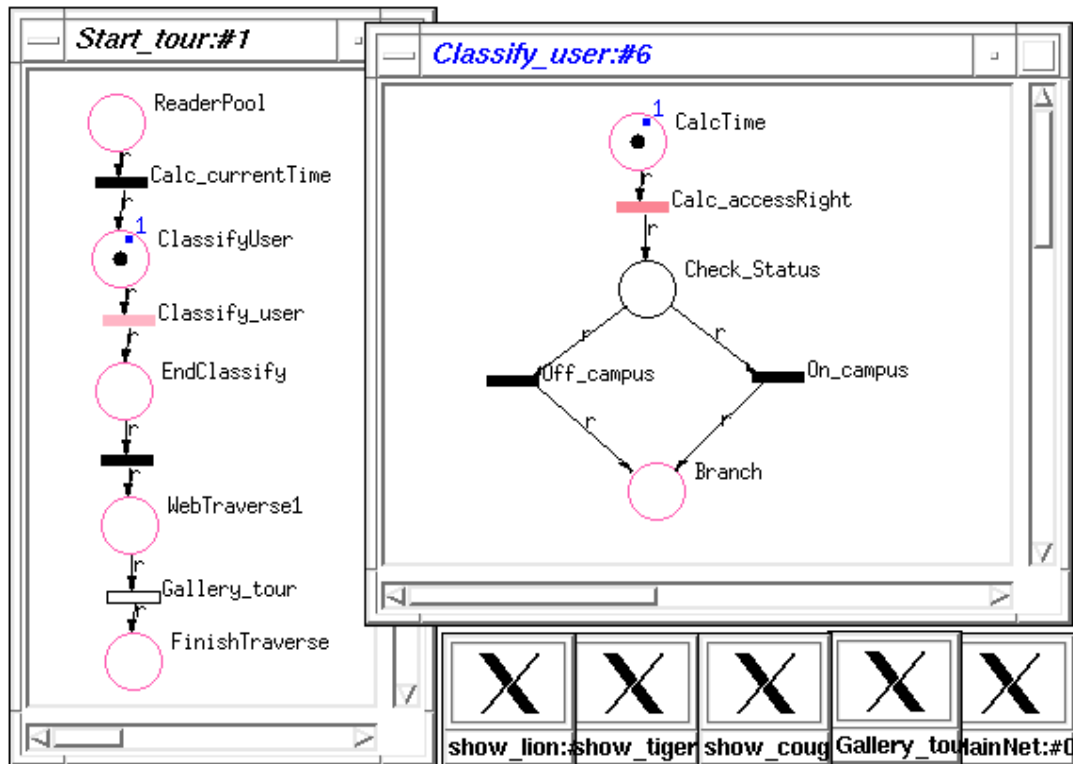 Start_tour:#1
ReaderPool
r
Calc_currentTime
r
1
ClassifyUser
r
Classify_user
r
EndClassify
r
r
WebTraverse1
r
Gallery_tour
r
FinishTraverse
Classify_user:#6
1
CalcTime
r
Calc_accessRight
r
Check_Status
r
r
Off_campus
On_campus
r
r
Branch
show_lion:#
show_tiger
show_coug
Gallery_tou
MainNet:#0